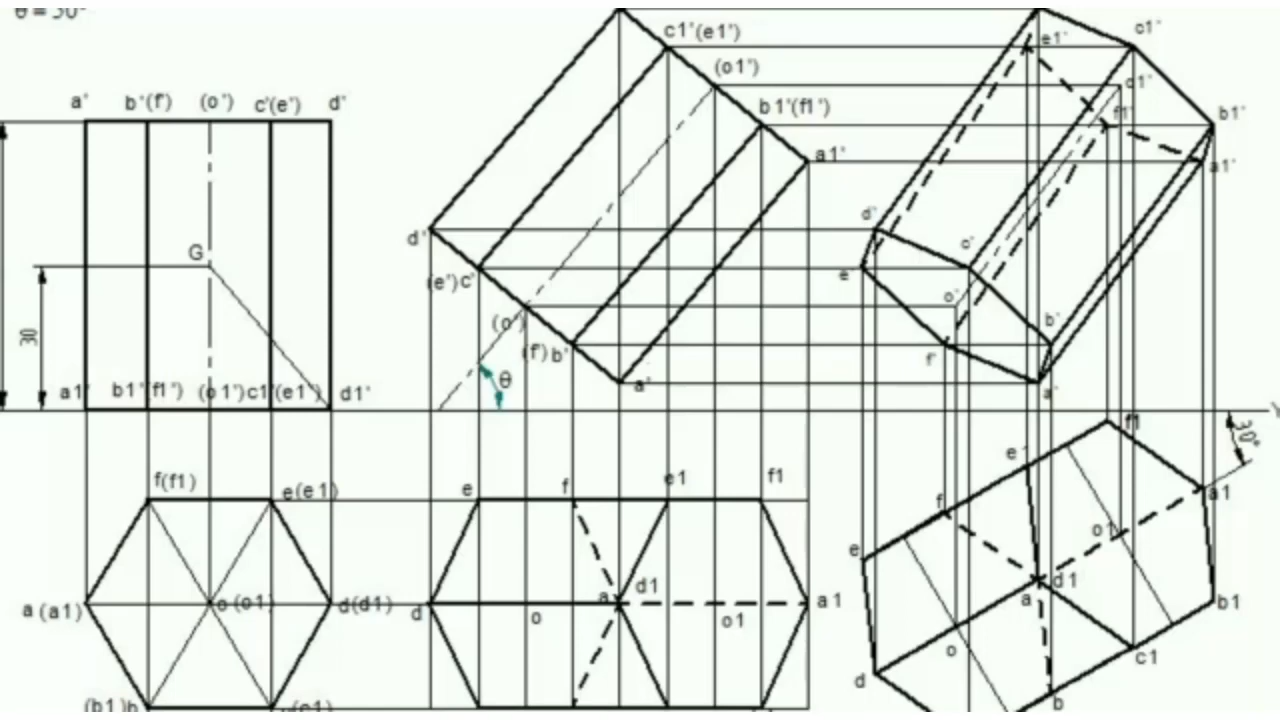 θ = 30°
c1'(e1')
e1'
c1'
(o1')
c1'
a'
b'(f')
(o')
c'(e')
d'
b1'(f1')
f1'
b1'
a1'
a1'
d'
d'
c'
G
(e')c'
e'
o'
30
(o')
b'
(f')b'
f'
θ
a'
a'
a1'
b1'(f1')
(o1')
c1'(e1')
d1'
Y
30°
f1
f(f1)
e(e1)
e
f
e1
f1
e1
a1
f
o1
e
a(a1)
o(o1)
d(d1)
d
o
a
d1
o1
a1
a
d1
b1
o
c1
d
b
(b1)b